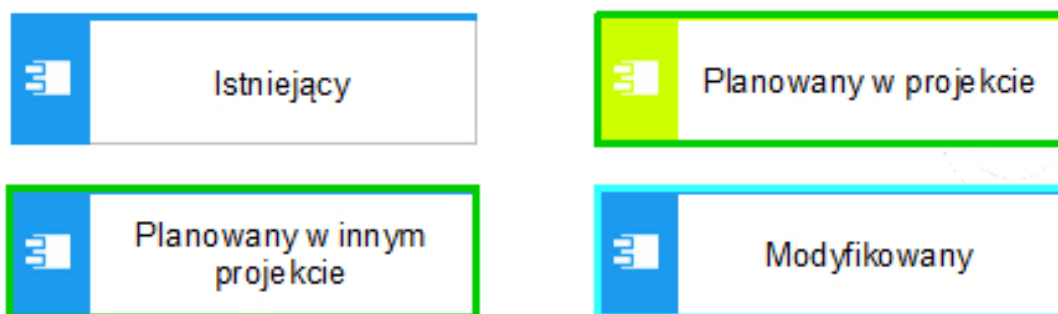 Istniejący
Planowany w projekcie
Planowany w innym
projekcie
Modyfikowany